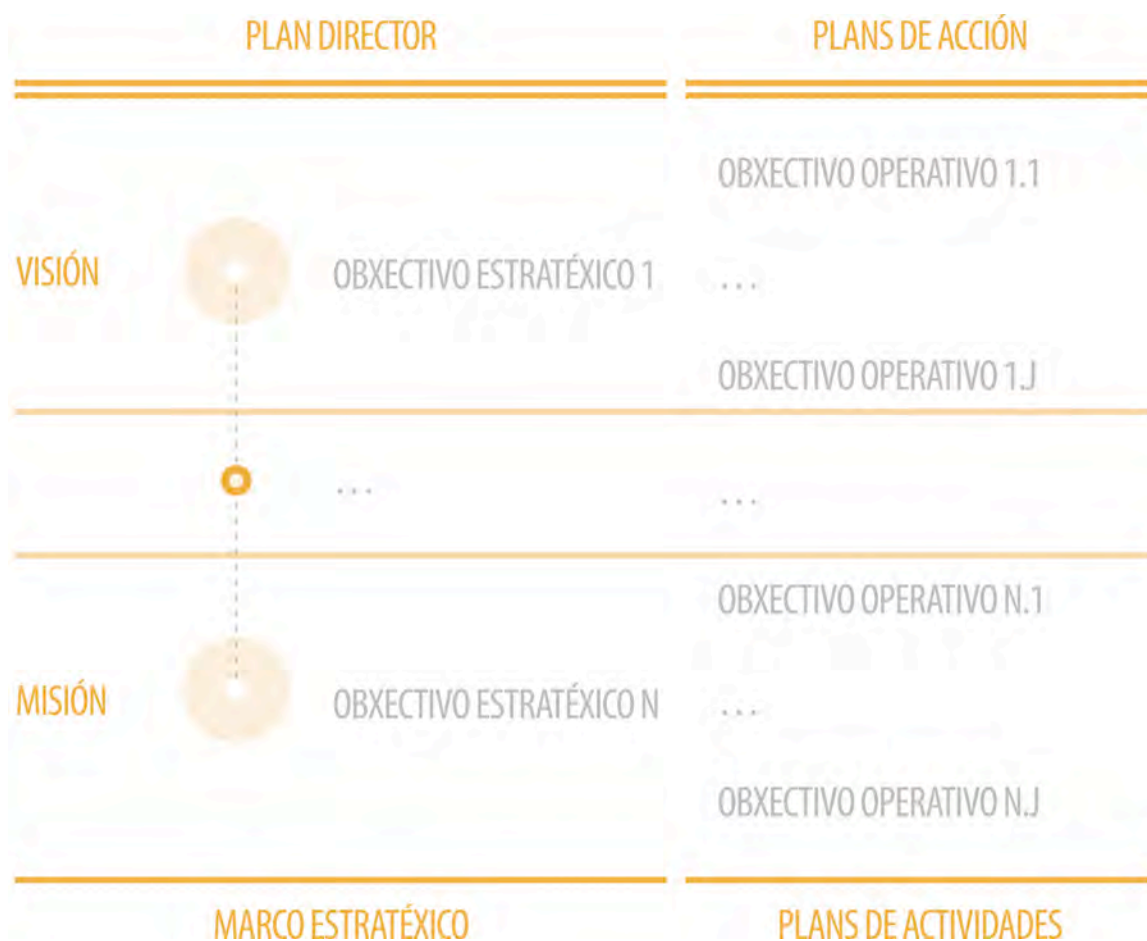 PLAN DIRECTOR
PLANS DE ACCIÓN
OBXECTIVO OPERATIVO 1.1
VISIÓN
OBXECTIVO ESTRATÉXICO 1
...
OBXECTIVO OPERATIVO 1.J
...
...
OBXECTIVO OPERATIVO N.1
MISIÓN
OBXECTIVO ESTRATÉXICO N
...
OBXECTIVO OPERATIVO N.J
MARCO ESTRATÉXICO
PLANS DE ACTIVIDADES